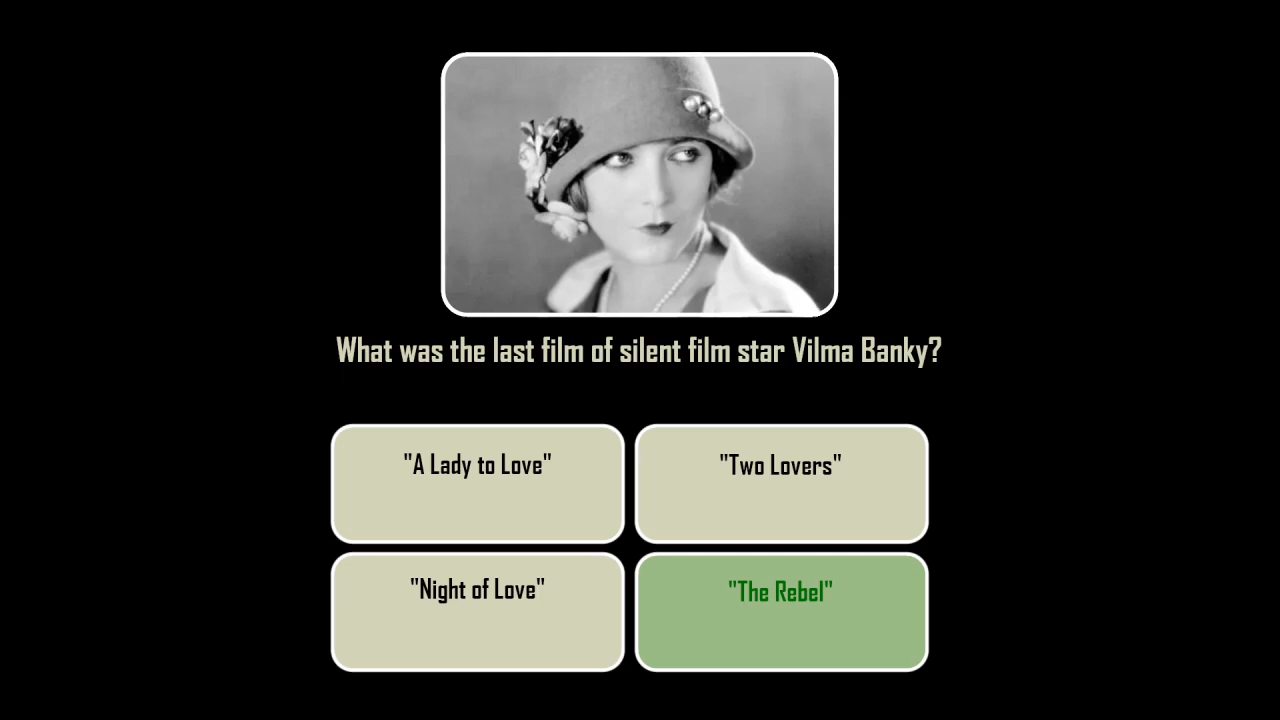 What was the last film of silent film star Vilma Banky?
"A Lady to Love"
"Two Lovers"
"Night of Love"
"The Rebel"